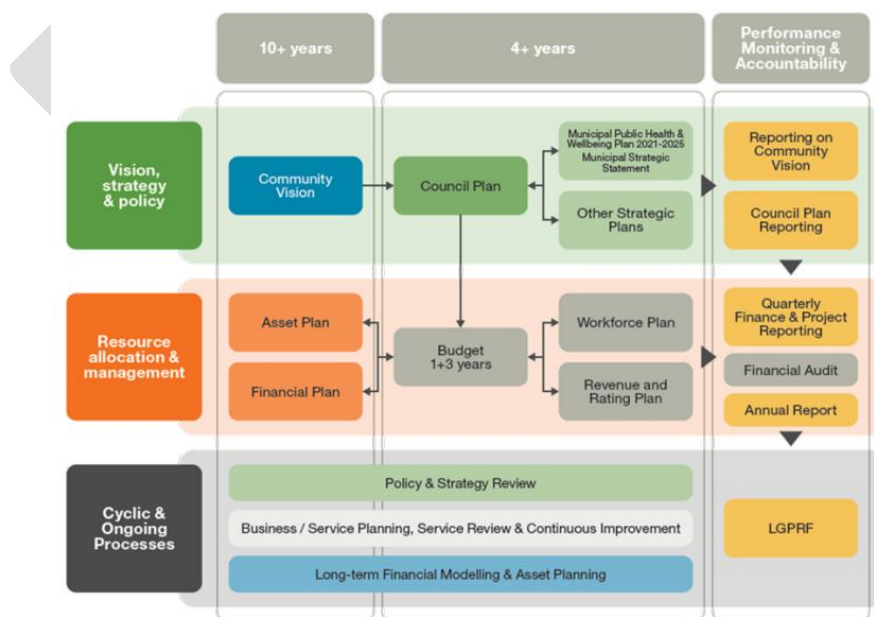 10+ years
4+ years
Performance
Monitoring &
Accountability
Vision,
strategy
& policy
Community
Vision
Council Plan
Municipal Public Health &
Wellbeing Plan 2021-2025
Municipal Strategic
Statement
Other Strategic
Plans
Reporting on
Community
Vision
Council Plan
Reporting
Resource
allocation &
management
Asset Plan
Financial Plan
Budget
1+3 years
Workforce Plan
Revenue and
Rating Plan
Quarterly
Finance & Project
Reporting
Financial Audit
Annual Report
Cyclic &
Ongoing
Processes
Policy & Strategy Review
Business / Service Planning, Service Review & Continuous Improvement
Long-term Financial Modelling & Asset Planning
LGPRF